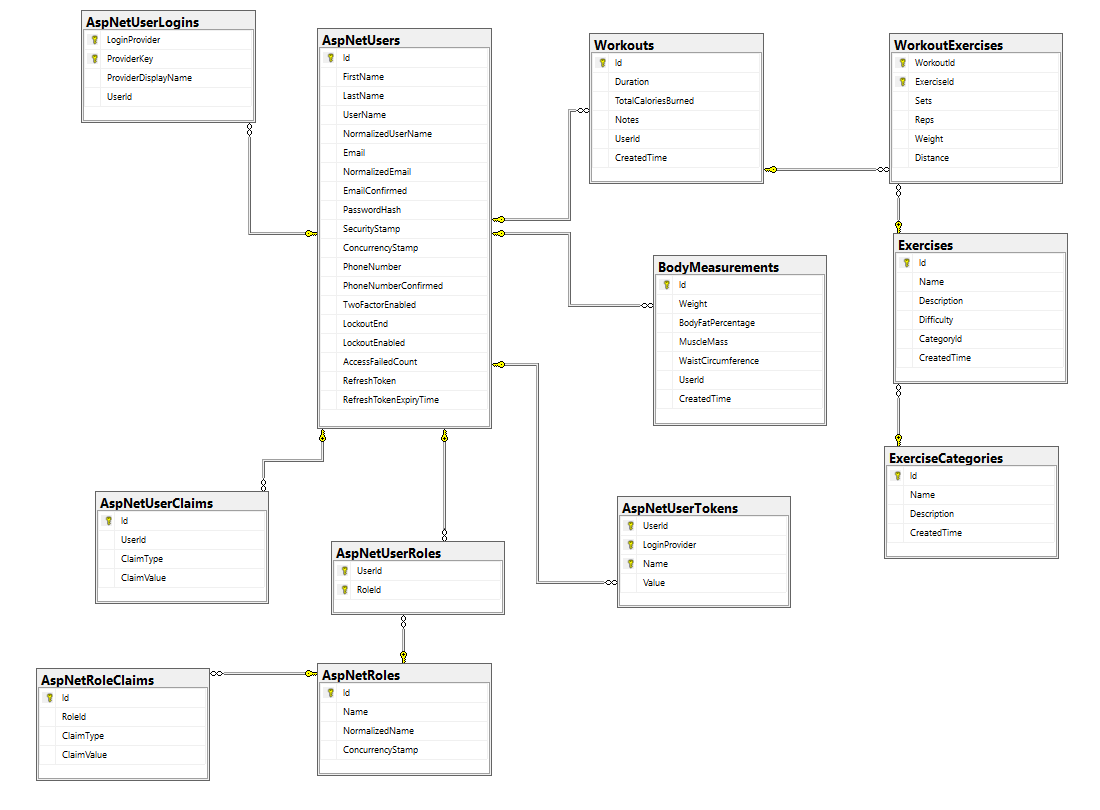 AspNetUserLogins
LoginProvider
ProviderKey
ProviderDisplayName
UserId
AspNetUsers
Id
FirstName
LastName
UserName
NormalizedUserName
Email
NormalizedEmail
EmailConfirmed
PasswordHash
SecurityStamp
ConcurrencyStamp
PhoneNumber
PhoneNumberConfirmed
TwoFactorEnabled
LockoutEnd
LockoutEnabled
AccessFailedCount
RefreshToken
RefreshTokenExpiryTime
Workouts
Id
Duration
TotalCaloriesBurned
Notes
UserId
CreatedTime
WorkoutExercises
WorkoutId
ExerciseId
Sets
Reps
Weight
Distance
BodyMeasurements
Id
Weight
BodyFatPercentage
MuscleMass
WaistCircumference
UserId
CreatedTime
Exercises
Id
Name
Description
Difficulty
CategoryId
CreatedTime
ExerciseCategories
Id
Name
Description
CreatedTime
AspNetUserClaims
Id
UserId
ClaimType
ClaimValue
AspNetUserRoles
UserId
RoleId
AspNetUserTokens
UserId
LoginProvider
Name
Value
AspNetRoleClaims
Id
RoleId
ClaimType
ClaimValue
AspNetRoles
Id
Name
NormalizedName
ConcurrencyStamp